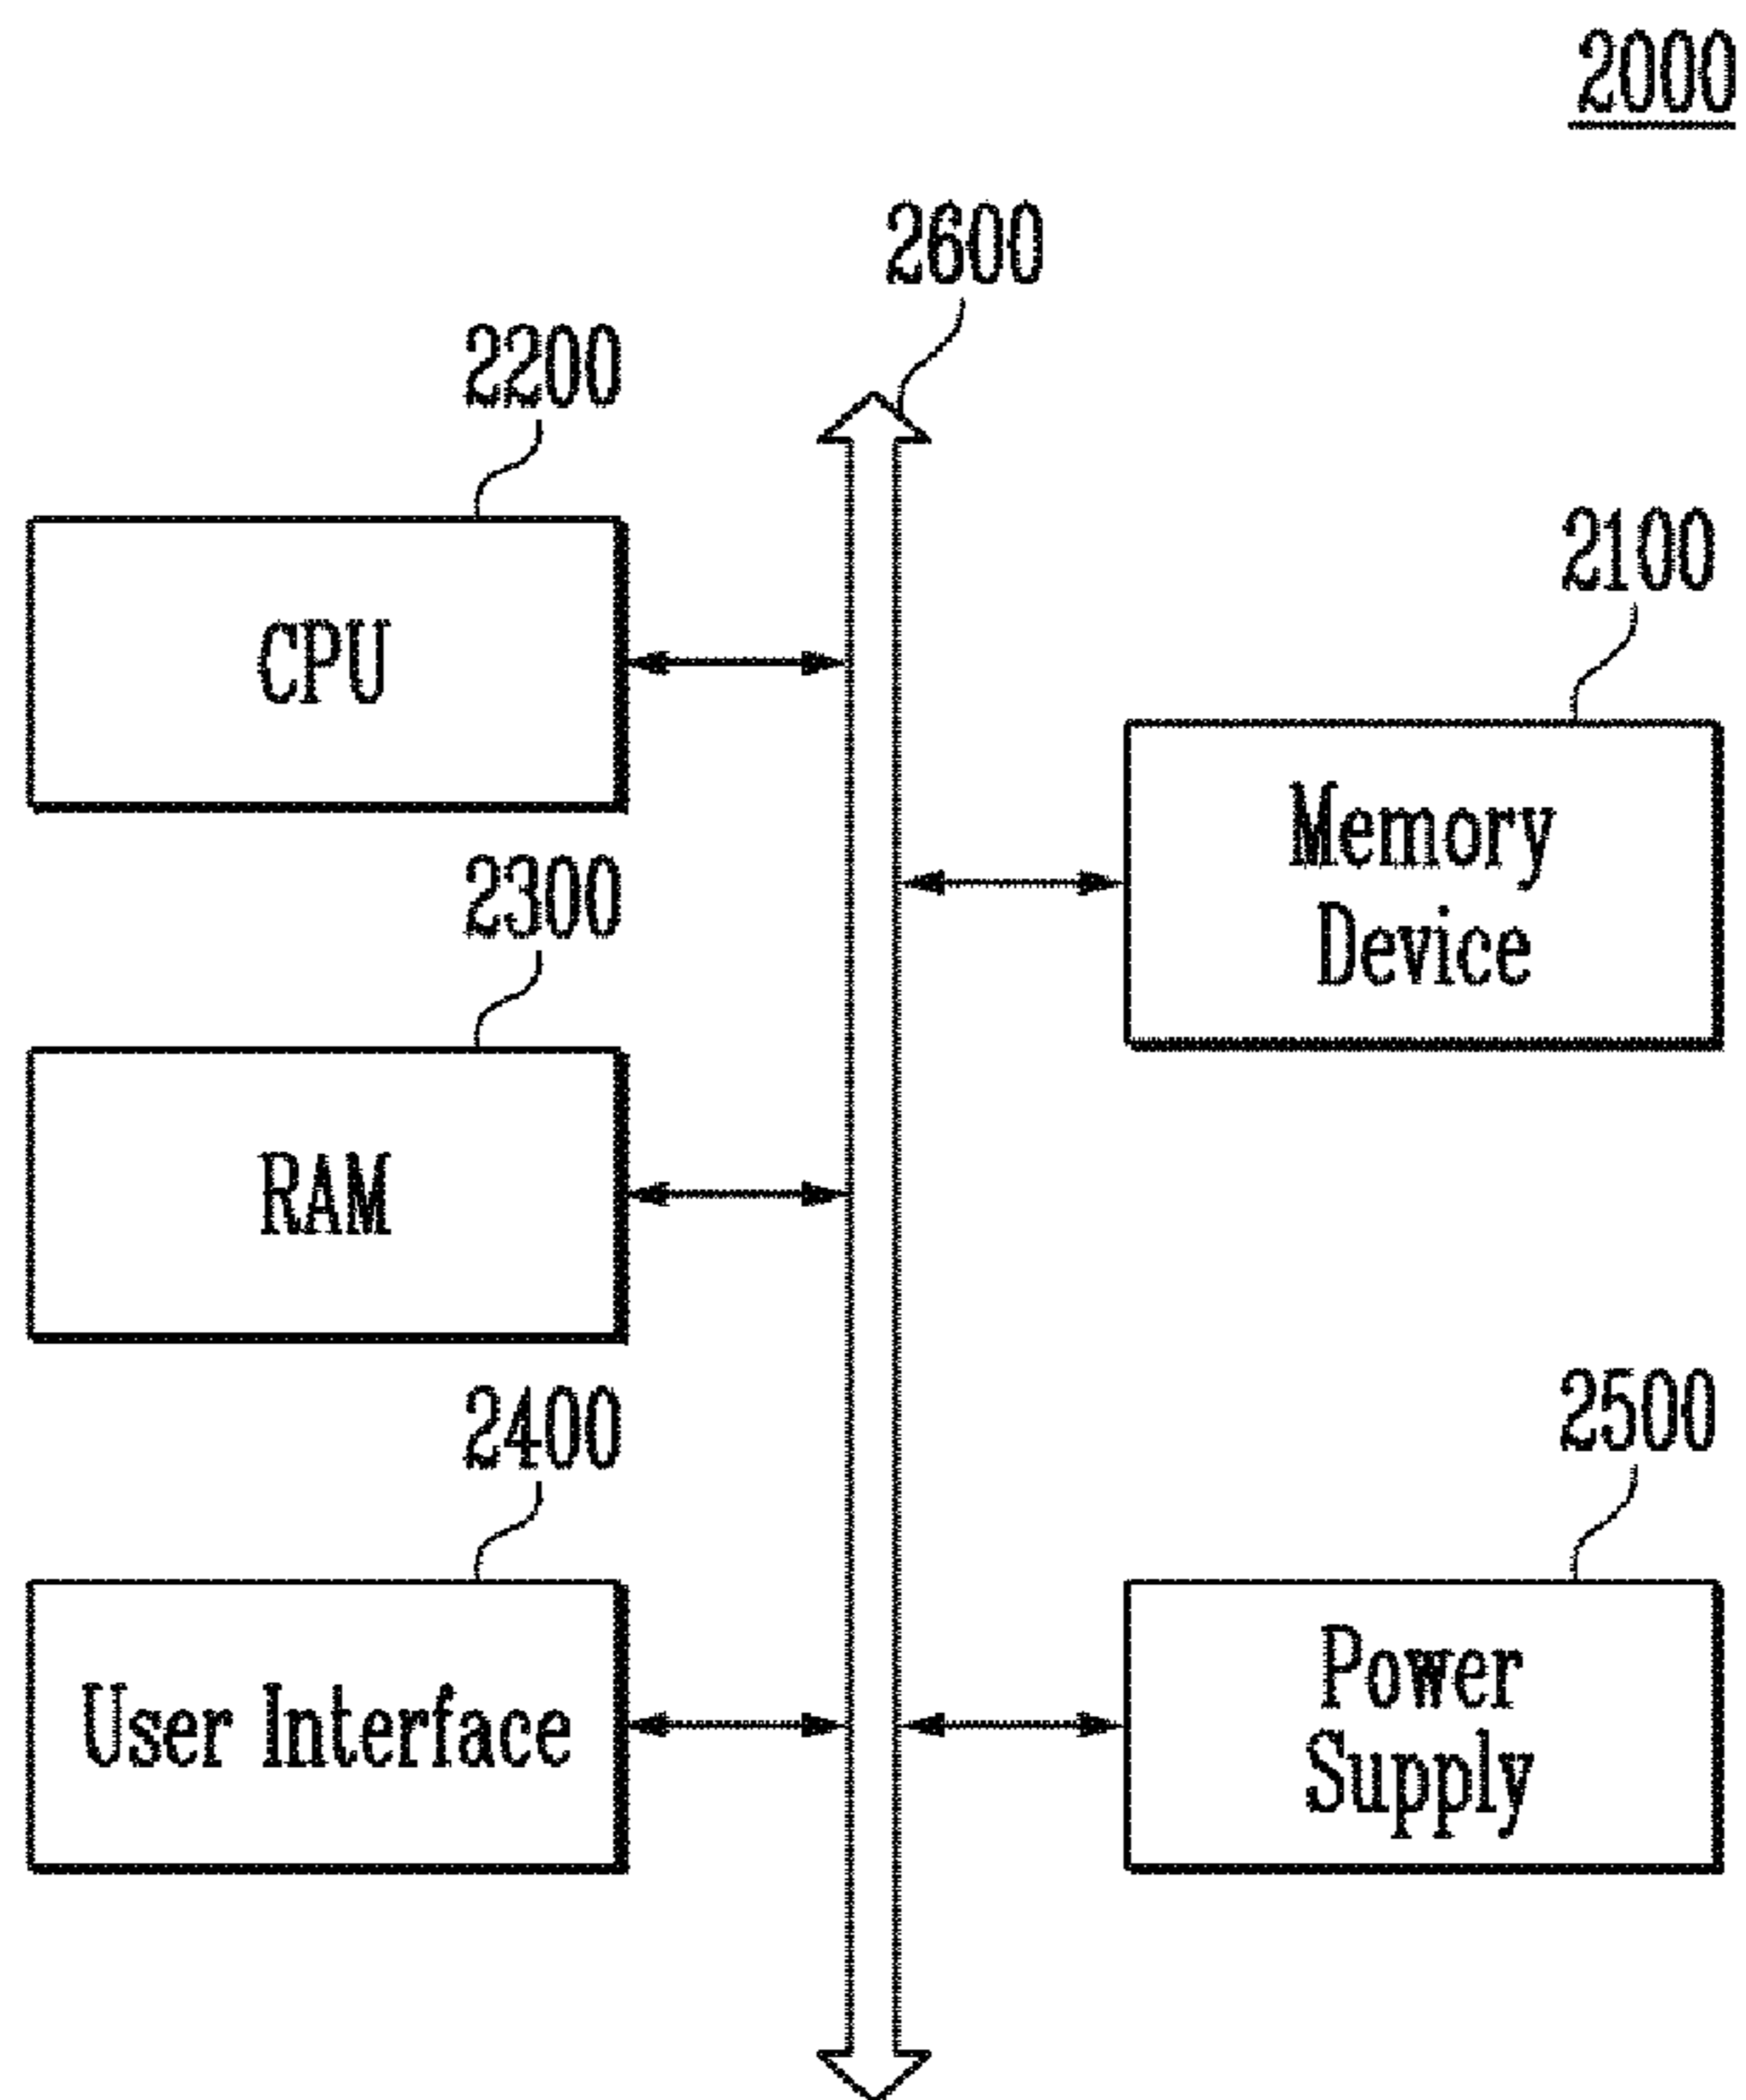 2000
2600
2200
CPU
2100
Memory
Device
2300
RAM
2400
User Interface
2500
Power
Supply